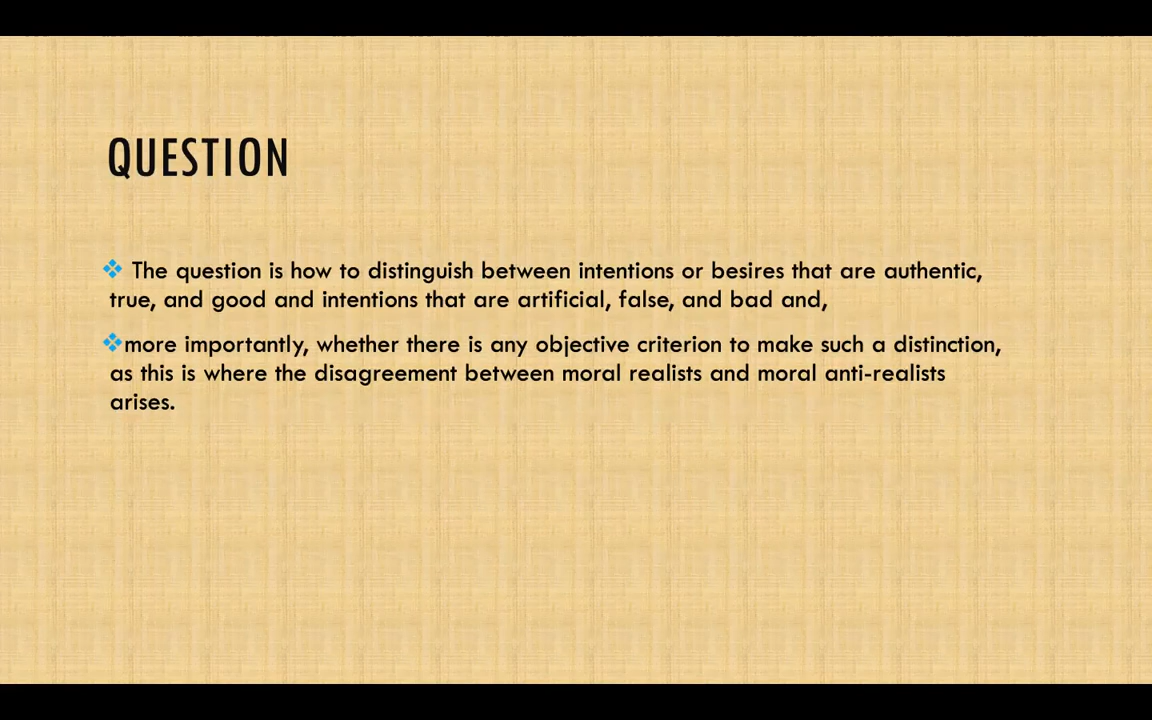 QUESTION
The question is how to distinguish between intentions or besires that are authentic,
true, and good and intentions that are artificial, false, and bad and,
more importantly, whether there is any objective criterion to make such a distinction,
as this is where the disagreement between moral realists and moral anti-realists
arises.